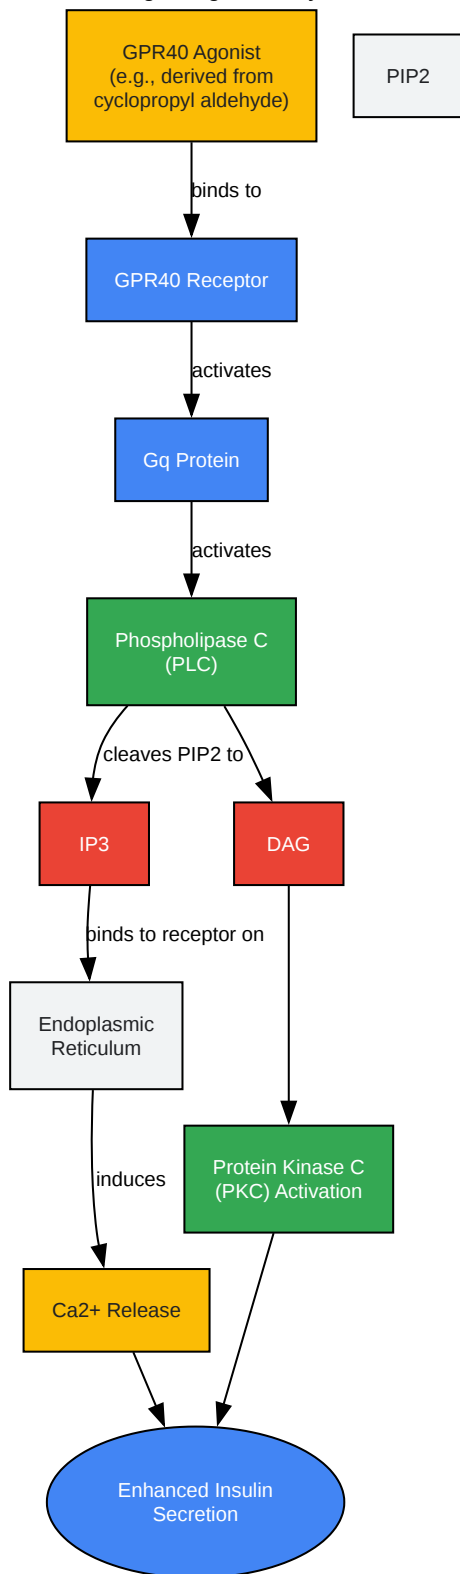 GPR40 Agonist
(e.g., derived from
cyclopropyl aldehyde)
PIP2
binds to
GPR40 Receptor
activates
Gq Protein
activates
Phospholipase C
(PLC)
cleaves PIP2 to
IP3
DAG
binds to receptor on
Endoplasmic
Reticulum
Protein Kinase C
(PKC) Activation
induces
Ca2+ Release
Enhanced Insulin
Secretion